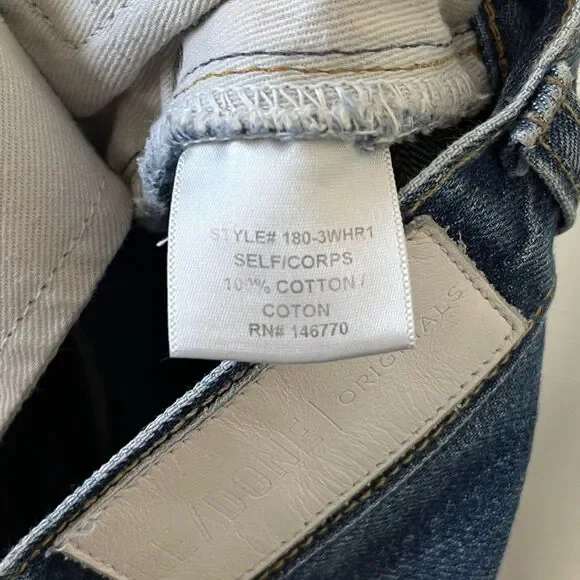 STYLE# 180-3WHR1
SELF/CORPS
100% COTTON /
COTON
RN# 146770
ORIGINALS